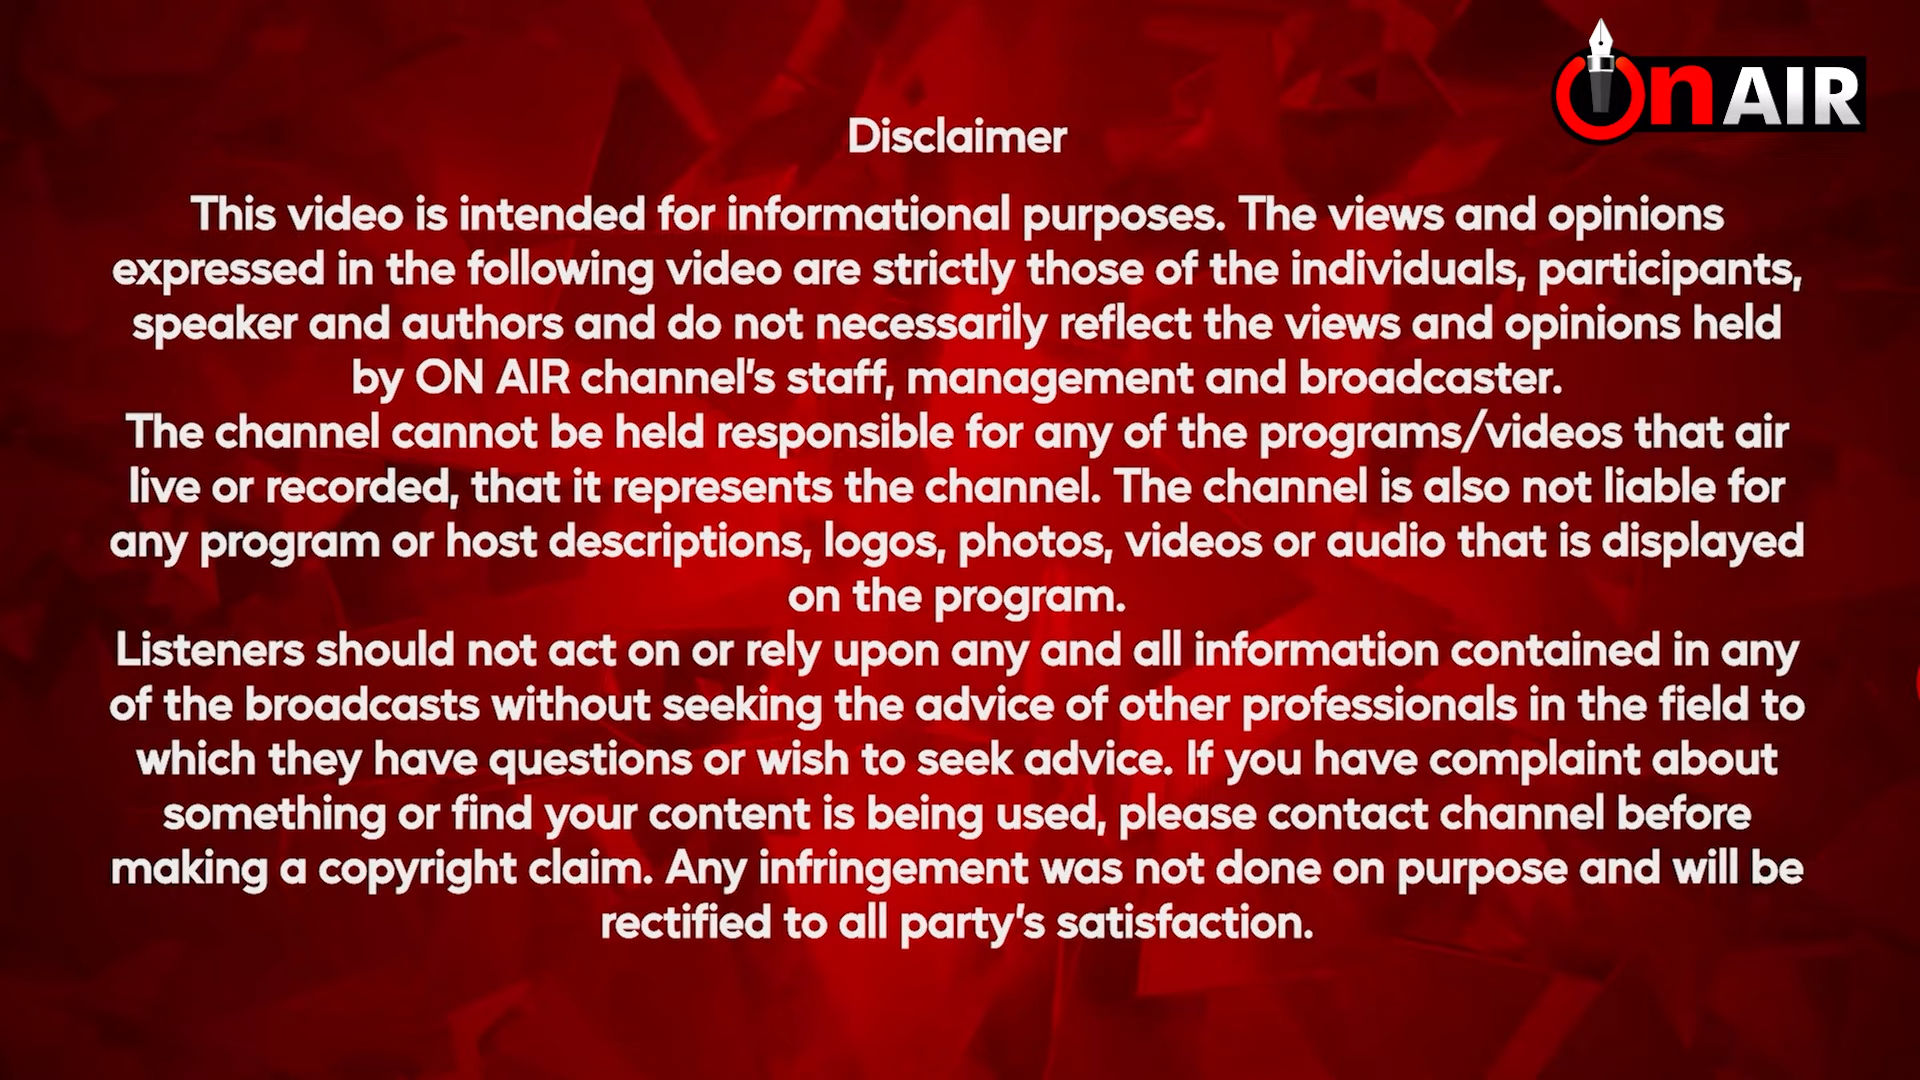 On AIR
Disclaimer
This video is intended for informational purposes. The views and opinions
expressed in the following video are strictly those of the individuals, participants,
speaker and authors and do not necessarily reflect the views and opinions held
by ON AIR channel's staff, management and broadcaster.
The channel cannot be held responsible for any of the programs/videos that air
live or recorded, that it represents the channel. The channel is also not liable for
any program or host descriptions, logos, photos, videos or audio that is displayed
on the program.
Listeners should not act on or rely upon any and all information contained in any
of the broadcasts without seeking the advice of other professionals in the field to
which they have questions or wish to seek advice. If you have complaint about
something or find your content is being used, please contact channel before
making a copyright claim. Any infringement was not done on purpose and will be
rectified to all party's satisfaction.